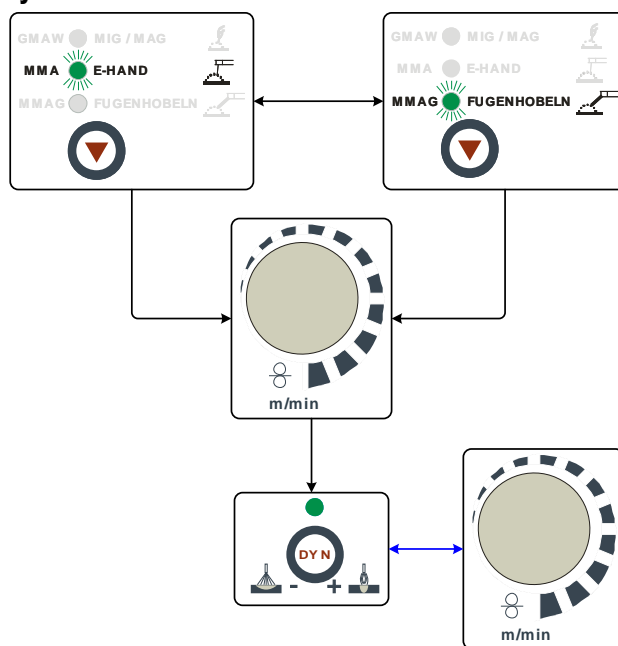 GMAW MIG / MAG
MMA E-HAND
MMAG FUGENHOBELN
GMAW MIG / MAG
MMA E-HAND
MMAG FUGENHOBELN
m/min
DYN
- +
m/min